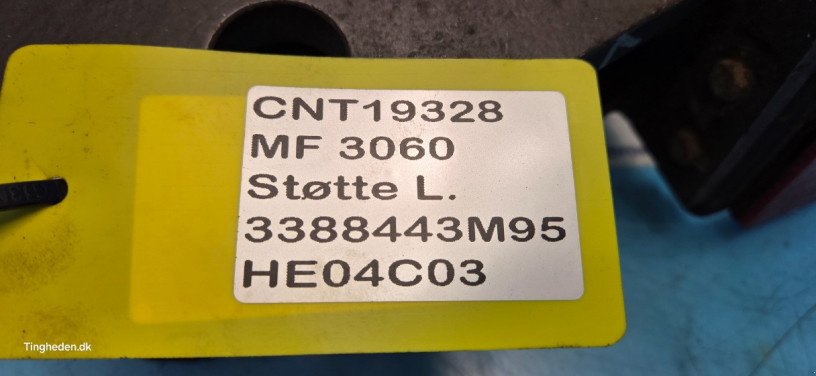 CNT19328
MF 3060
Støtte L.
3388443M95
HE04C03
Tingheden.dk